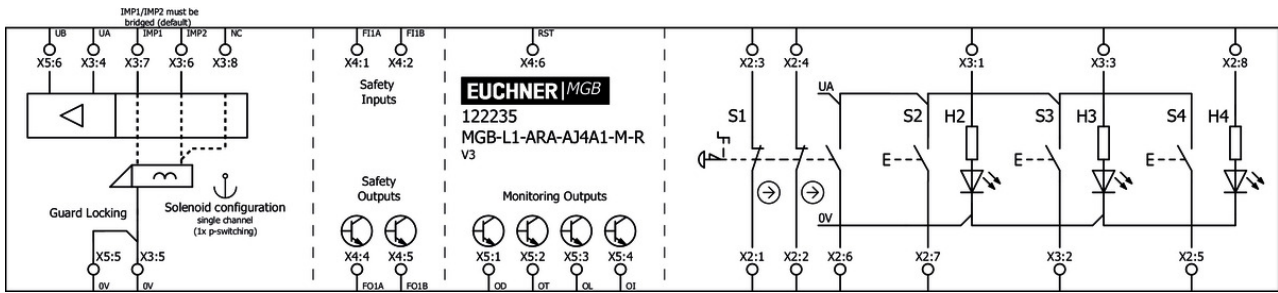 IMP1/IMP2 must be
bridged (default)
UB UA IMP1 IMP2 NC FI1A FI1B RST
X5:6 X3:4 X3:7 X3:6 X3:8 X4:1 X4:2 X4:6 X2:3 X2:4 X3:1 X3:3 X2:8
Safety
Inputs
EUCHNER MGB
122235
MGB-L1-ARA-AJ4A1-M-R
V3
UA
S1 S2 H2 S3 H3 S4 H4
E E E
Guard Locking
Solenoid configuration
single channel
(1x p-switching)
Safety
Outputs
Monitoring Outputs
0V
X5:5 X3:5 X4:4 X4:5 X5:1 X5:2 X5:3 X5:4 X2:1 X2:2 X2:6 X2:7 X3:2 X2:5
0V 0V FO1A FO1B OD OT OL OI